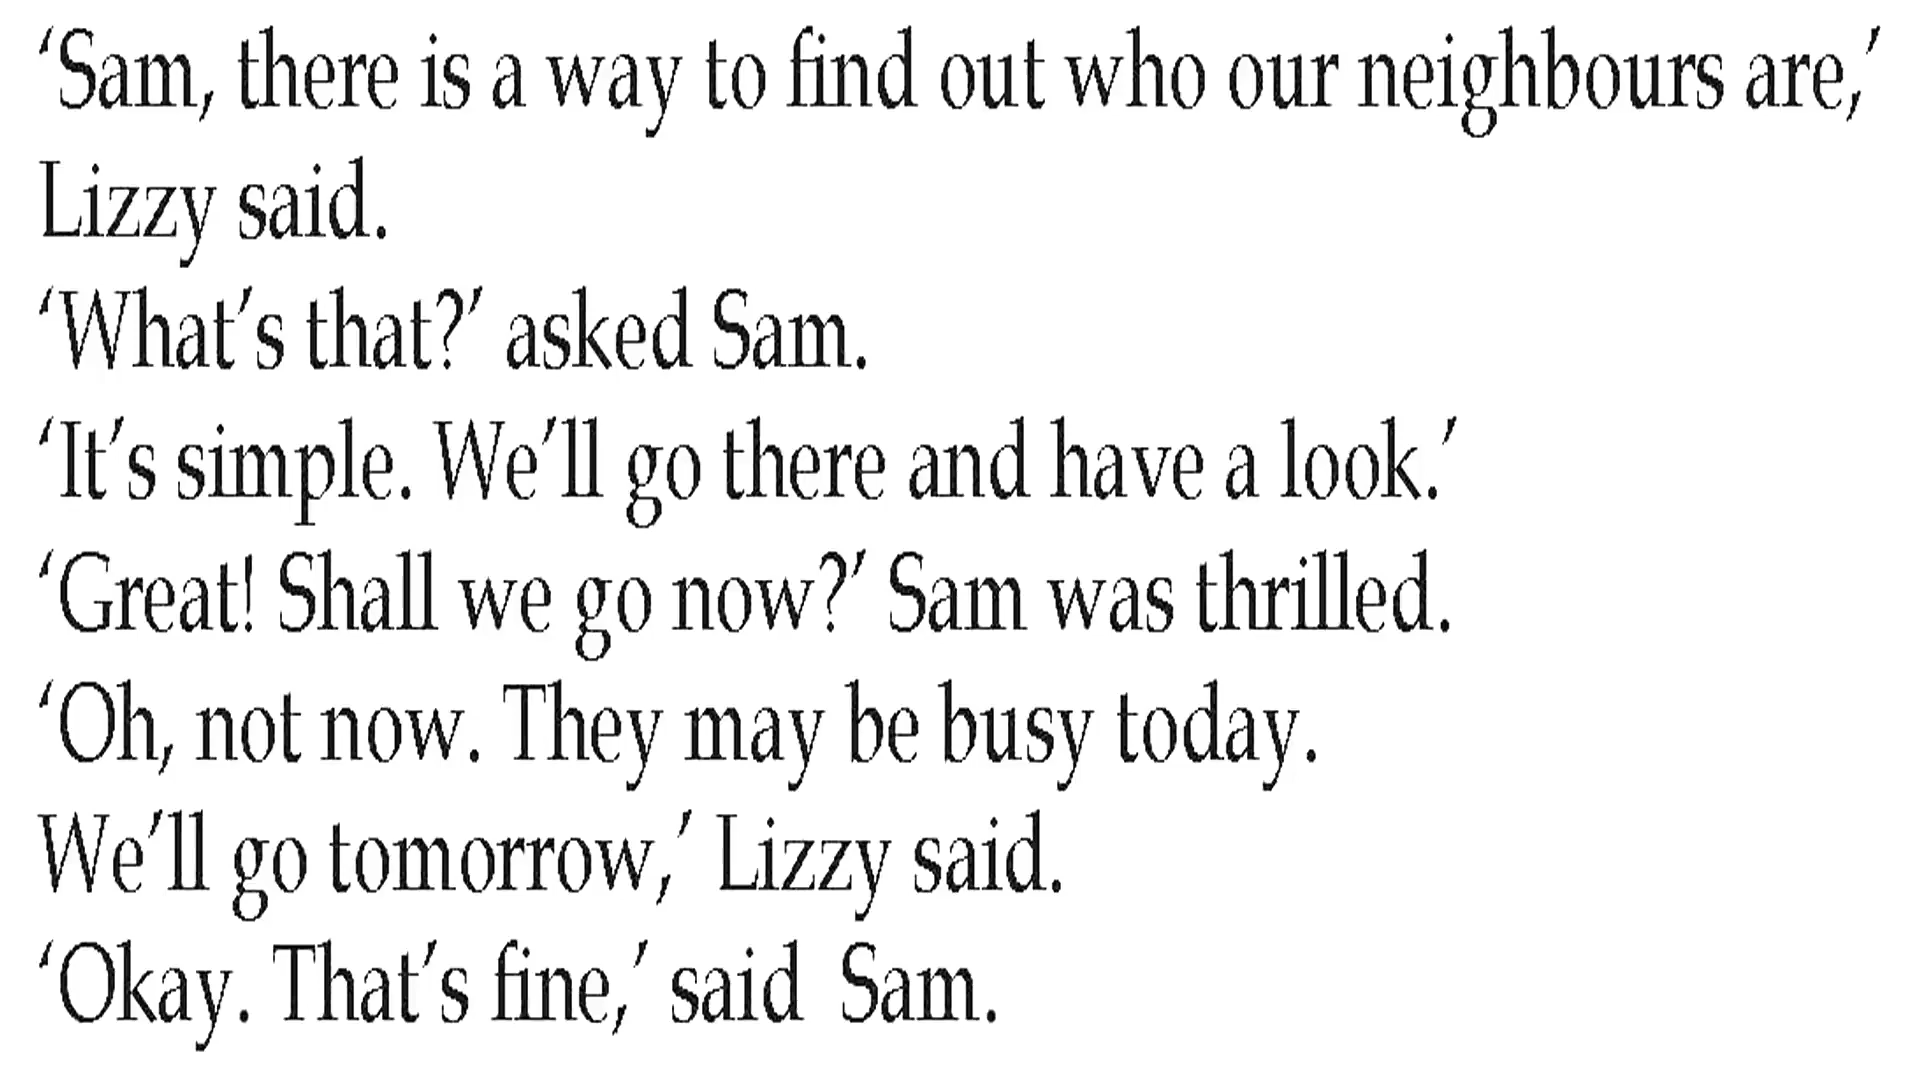 ‘Sam, there is a way to find out who our neighbours are,’
Lizzy said.
‘What’s that?’ asked Sam.
‘It’s simple. We’ll go there and have a look.’
‘Great! Shall we go now?’ Sam was thrilled.
‘Oh, not now. They may be busy today.
We’ll go tomorrow,’ Lizzy said.
‘Okay. That’s fine,’ said Sam.